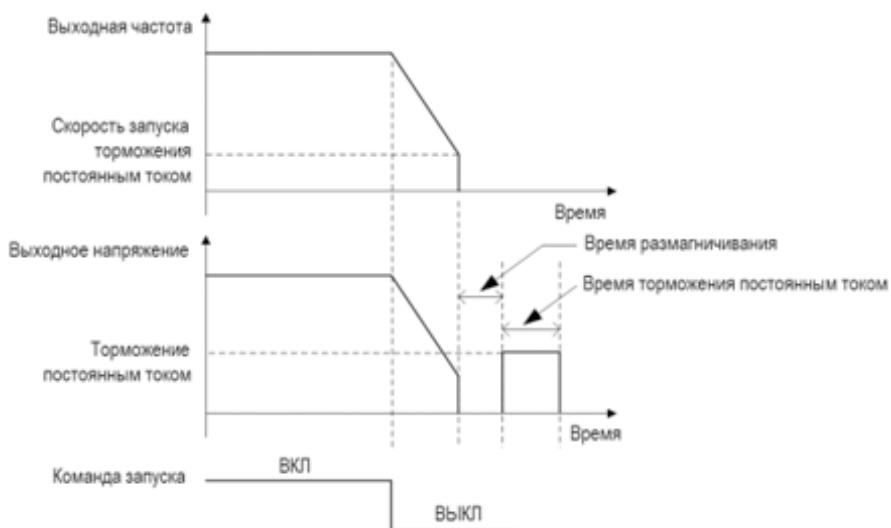 Выходная частота
Скорость запуска
торможения
постоянным током
Время
Выходное напряжение
Время размагничивания
Время торможения постоянным током
Торможение
постоянным током
Время
Команда запуска
ВКЛ
ВЫКЛ